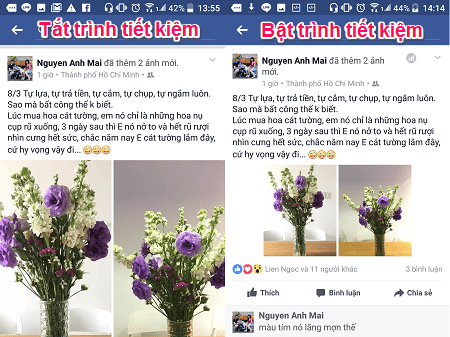 42% 13:55
Tắt trình tiết kiệm
Nguyen Anh Mai đã thêm 2 ảnh mới.
1 giờ · Thành phố Hồ Chí Minh
8/3 Tự lựa, tự trả tiền, tự cắm, tự chụp, tự ngắm luôn.
Sao mà bất công thế k biết.
Lúc mua hoa cát tường, em nó chỉ là những hoa nụ
cụp rũ xuống, 3 ngày sau thì E nó nở to và hết rũ rượi
nhìn cưng hết sức, chắc năm nay E cát tường lắm đây,
cứ hy vọng vậy đi...
44% 14:14
Bật trình tiết kiệm
Nguyen Anh Mai đã thêm 2 ảnh
mới.
1 giờ · Thành phố Hồ Chí Minh
8/3 Tự lựa, tự trả tiền, tự cắm, tự chụp, tự ngắm luôn.
Sao mà bất công thế k biết.
Lúc mua hoa cát tường, em nó chỉ là những hoa nụ
cụp rũ xuống, 3 ngày sau thì E nó nở to và hết rũ rượi
nhìn cưng hết sức, chắc năm nay E cát tường lắm đây,
cứ hy vọng vậy đi...
Lien Ngoc và 11 người khác
3 bình luận
Thích
Bình luận
Chia sẻ
Nguyen Anh Mai
màu tím nó lãng mợn thế